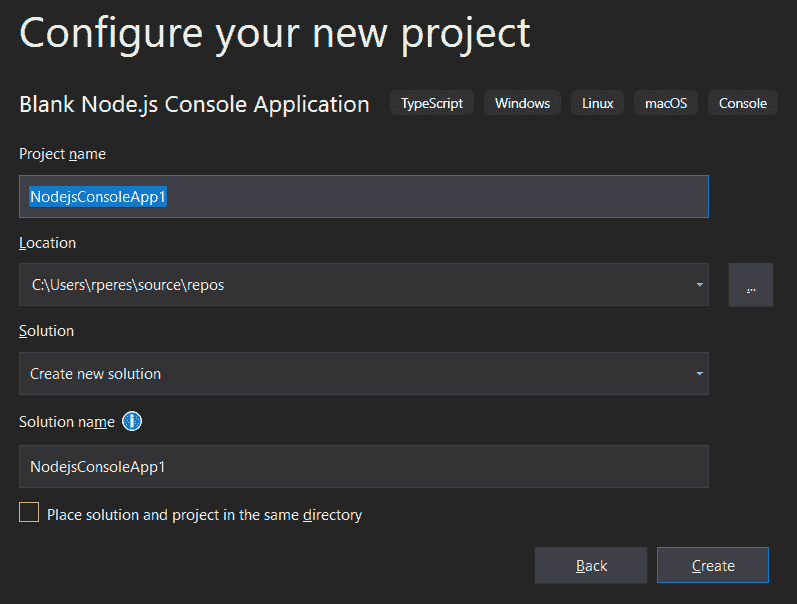 Configure your new project
Blank Node.js Console Application TypeScript Windows Linux macOS Console
Project name
NodejsConsoleApp1
Location
C:\Users\rperes\source\repos
...
Solution
Create new solution
Solution name
NodejsConsoleApp1
Place solution and project in the same directory
Back Create